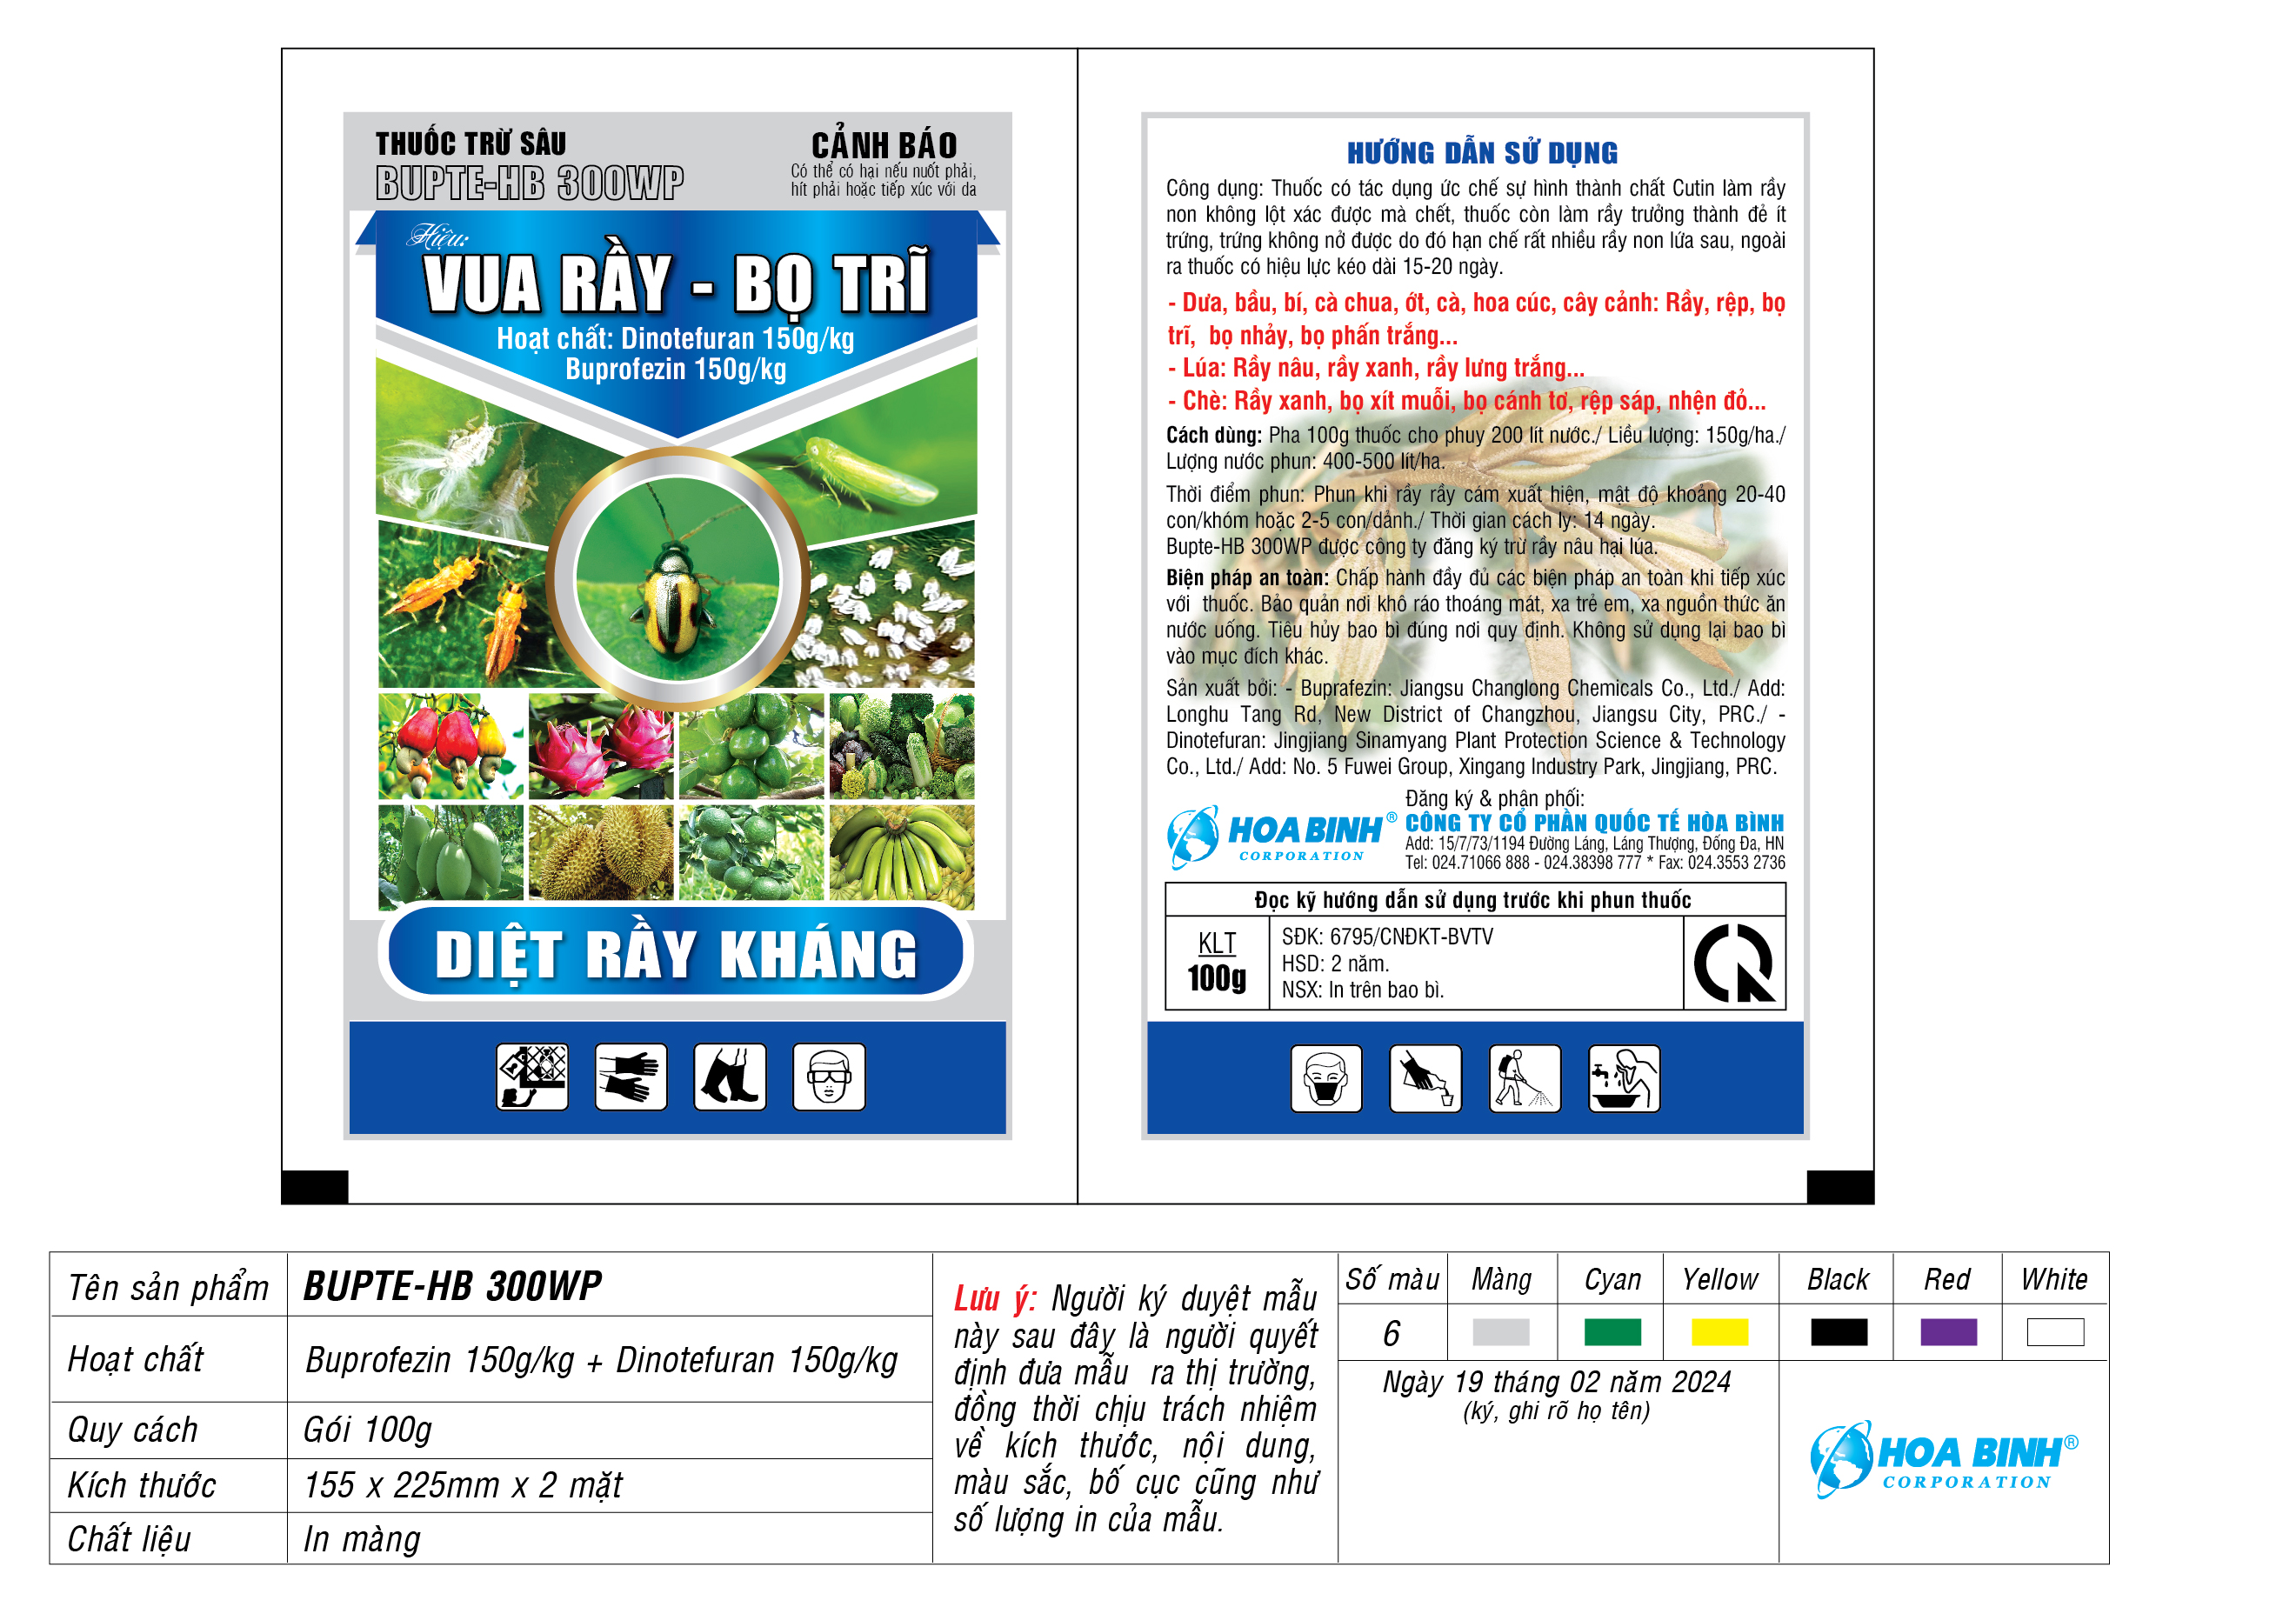 THUỐC TRỪ SÂU
BUPTE-HB 300WP
CẢNH BÁO
Có thể có hại nếu nuốt phải,
hít phải hoặc tiếp xúc với da
Hiệu:
VUA RẦY - BỌ TRĨ
Hoạt chất: Dinotefuran 150g/kg
Buprofezin 150g/kg
DIỆT RẦY KHÁNG
HƯỚNG DẪN SỬ DỤNG
Công dụng: Thuốc có tác dụng ức chế sự hình thành chất Cutin làm rầy
non không lột xác được mà chết, thuốc còn làm rầy trưởng thành đẻ ít
trứng, trứng không nở được do đó hạn chế rất nhiều rầy non lứa sau, ngoài
ra thuốc có hiệu lực kéo dài 15-20 ngày.
- Dưa, bầu, bí, cà chua, ớt, cà, hoa cúc, cây cảnh: Rầy, rệp, bọ
trĩ, bọ nhảy, bọ phấn trắng...
- Lúa: Rầy nâu, rầy xanh, rầy lưng trắng...
- Chè: Rầy xanh, bọ xít muỗi, bọ cánh tơ, rệp sáp, nhện đỏ...
Cách dùng: Pha 100g thuốc cho phuy 200 lít nước./ Liều lượng: 150g/ha./
Lượng nước phun: 400-500 lít/ha.
Thời điểm phun: Phun khi rầy rầy cám xuất hiện, mật độ khoảng 20-40
con/khóm hoặc 2-5 con/dảnh./ Thời gian cách ly: 14 ngày.
Bupte-HB 300WP được công ty đăng ký trừ rầy nâu hại lúa.
Biện pháp an toàn: Chấp hành đầy đủ các biện pháp an toàn khi tiếp xúc
với thuốc. Bảo quản nơi khô ráo thoáng mát, xa trẻ em, xa nguồn thức ăn
nước uống. Tiêu hủy bao bì đúng nơi quy định. Không sử dụng lại bao bì
vào mục đích khác.
Sản xuất bởi: - Buprafezin: Jiangsu Changlong Chemicals Co., Ltd./ Add:
Longhu Tang Rd, New District of Changzhou, Jiangsu City, PRC./ -
Dinotefuran: Jingjiang Sinamyang Plant Protection Science & Technology
Co., Ltd./ Add: No. 5 Fuwei Group, Xingang Industry Park, Jingjiang, PRC.
HOA BINH®
CORPORATION
Đăng ký & phân phối:
CÔNG TY CỔ PHẦN QUỐC TẾ HÒA BÌNH
Add: 15/7/73/1194 Đường Láng, Láng Thượng, Đống Đa, HN
Tel: 024.71066 888 - 024.38398 777 * Fax: 024.3553 2736
Đọc kỹ hướng dẫn sử dụng trước khi phun thuốc
KLT
100g
SĐK: 6795/CNĐKT-BVTV
HSD: 2 năm.
NSX: In trên bao bì.
Tên sản phẩm
BUPTE-HB 300WP
Hoạt chất
Buprofezin 150g/kg + Dinotefuran 150g/kg
Quy cách
Gói 100g
Kích thước
155 x 225mm x 2 mặt
Chất liệu
In màng
Lưu ý: Người ký duyệt mẫu
này sau đây là người quyết
định đưa mẫu ra thị trường,
đồng thời chịu trách nhiệm
về kích thước, nội dung,
màu sắc, bố cục cũng như
số lượng in của mẫu.
Số màu Màng Cyan Yellow Black Red White
6
Ngày 19 tháng 02 năm 2024
(ký, ghi rõ họ tên)
HOA BINH®
CORPORATION